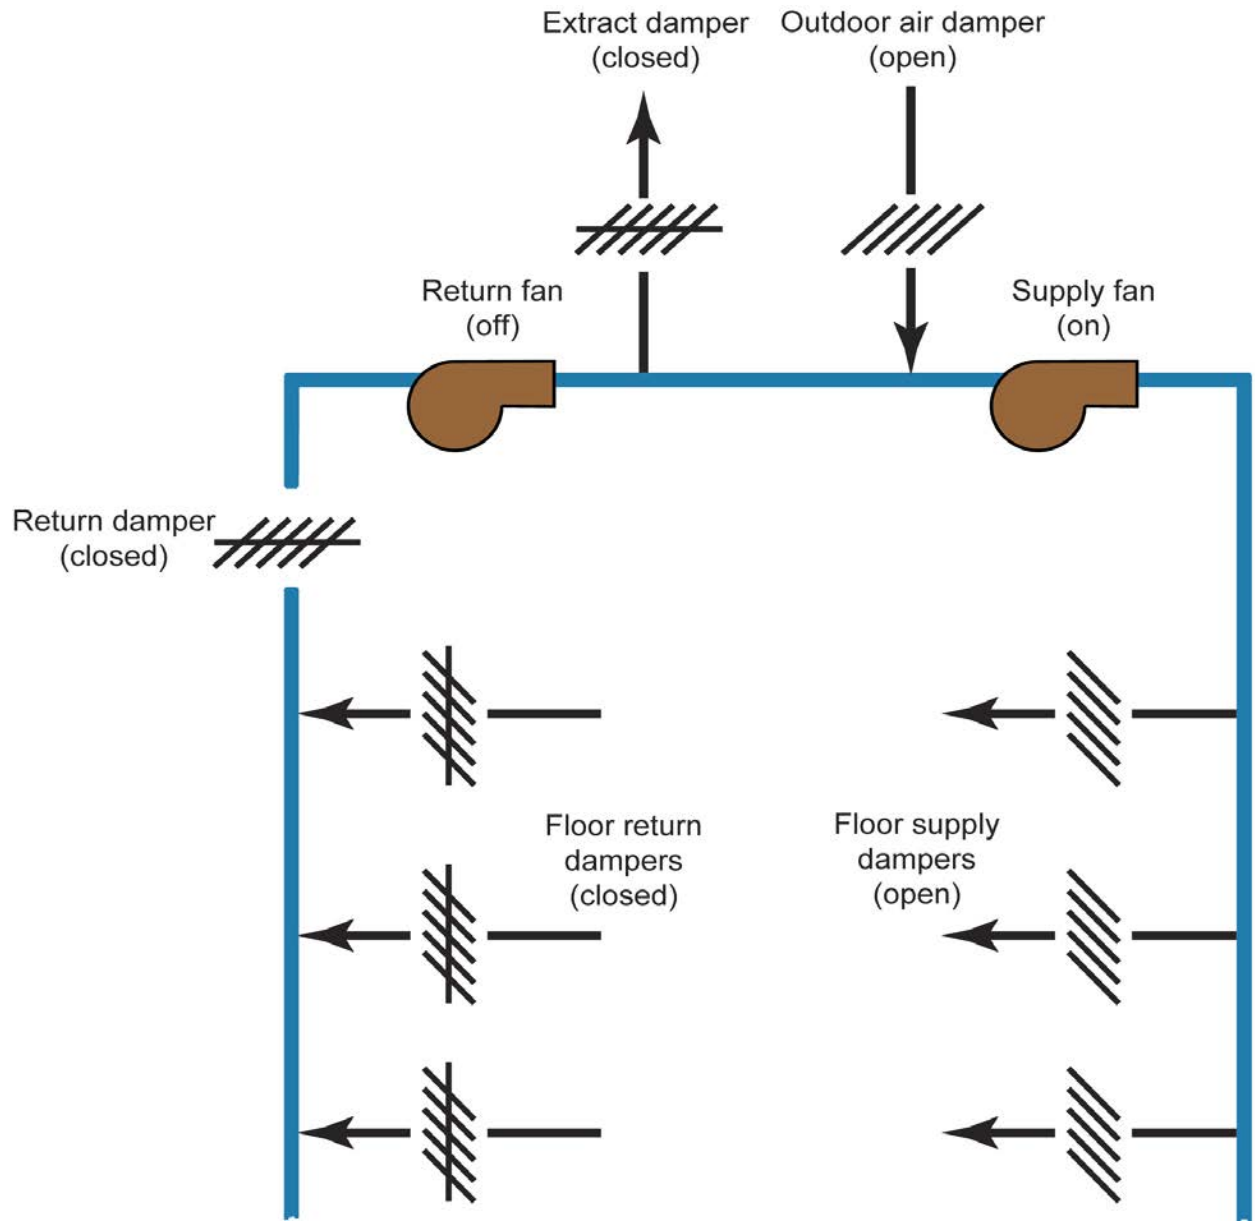 Extract damper
(closed)
Outdoor air damper
(open)
Return fan
(off)
Supply fan
(on)
Return damper
(closed)
Floor return
dampers
(closed)
Floor supply
dampers
(open)